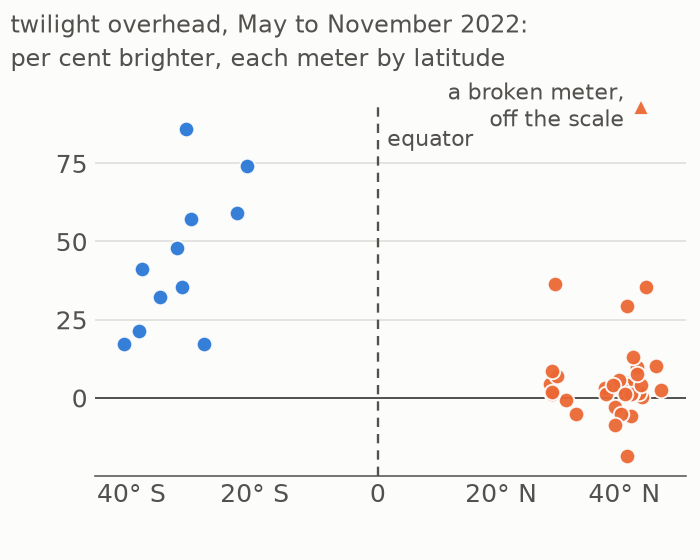 twilight overhead, May to November 2022:
per cent brighter, each meter by latitude
a broken meter,
off the scale
equator
75
50
25
0
40° S 20° S 0 20° N 40° N